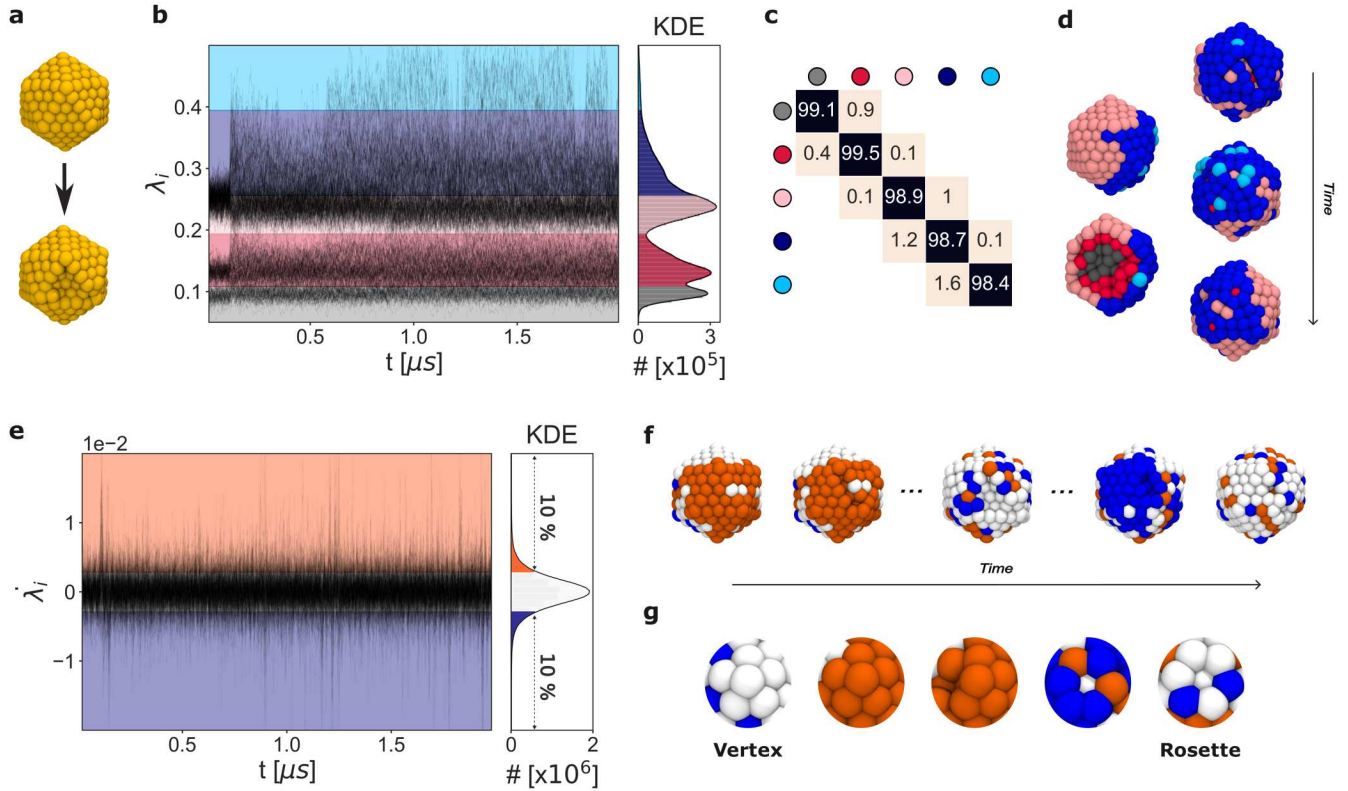 a
b
KDE
λi
0.4
0.3
0.2
0.1
0.5
1.0
1.5
t [μs]
0
3
# [x10⁵]
c
99.1 0.9
0.4 99.5 0.1
0.1 98.9 1
1.2 98.7 0.1
1.6 98.4
d
Time
e
1e−2
KDE
λ̇i
1
0
−1
0.5
1.0
1.5
t [μs]
10 %
10 %
0
2
# [x10⁶]
f
... ...
Time
g
Vertex
Rosette